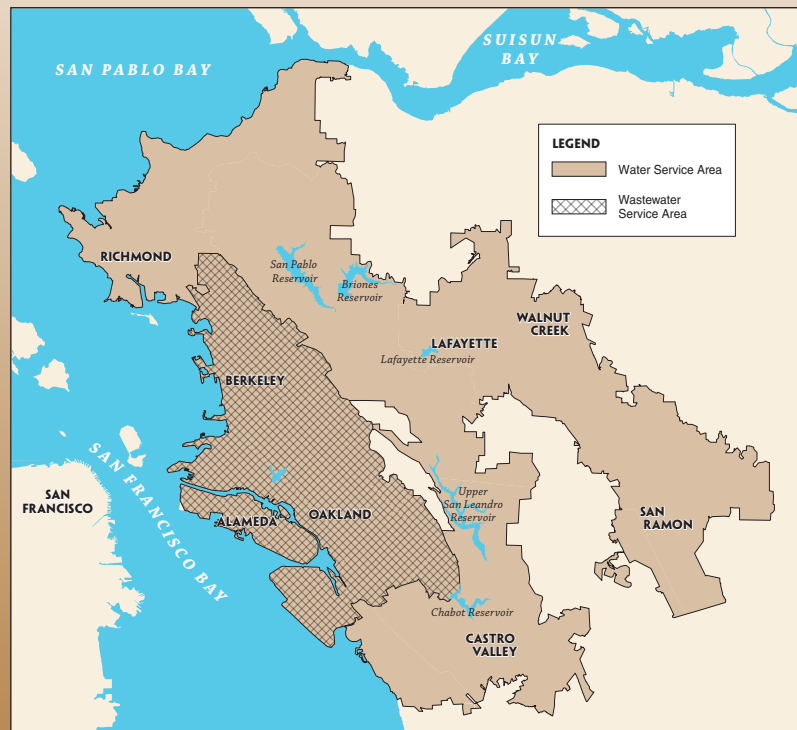 SAN PABLO BAY
SUISUN
BAY
LEGEND
Water Service Area
Wastewater
Service Area
RICHMOND
San Pablo
Reservoir
Briones
Reservoir
WALNUT
CREEK
LAFAYETTE
Lafayette Reservoir
BERKELEY
SAN FRANCISCO BAY
SAN
FRANCISCO
ALAMEDA
OAKLAND
Upper
San Leandro
Reservoir
SAN
RAMON
Chabot Reservoir
CASTRO
VALLEY